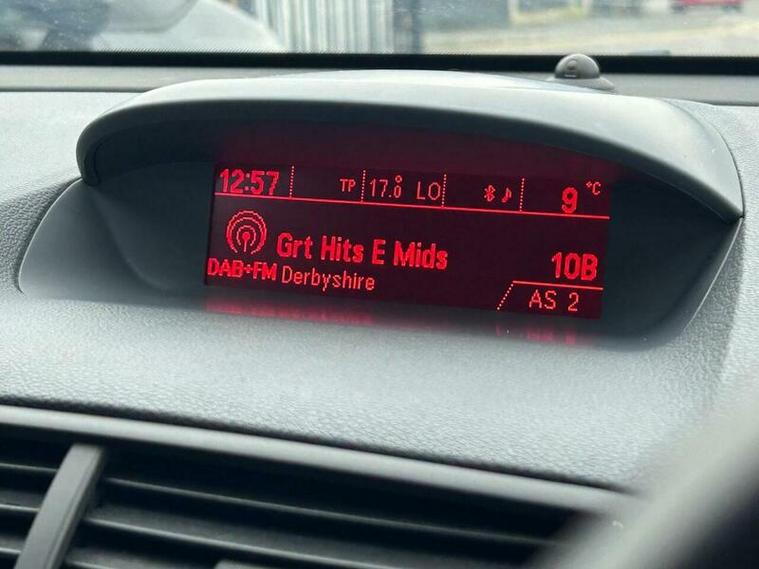 12:57 TP 17.0° LO 9 °C
Grt Hits E Mids 10B
DAB+FM Derbyshire
AS 2